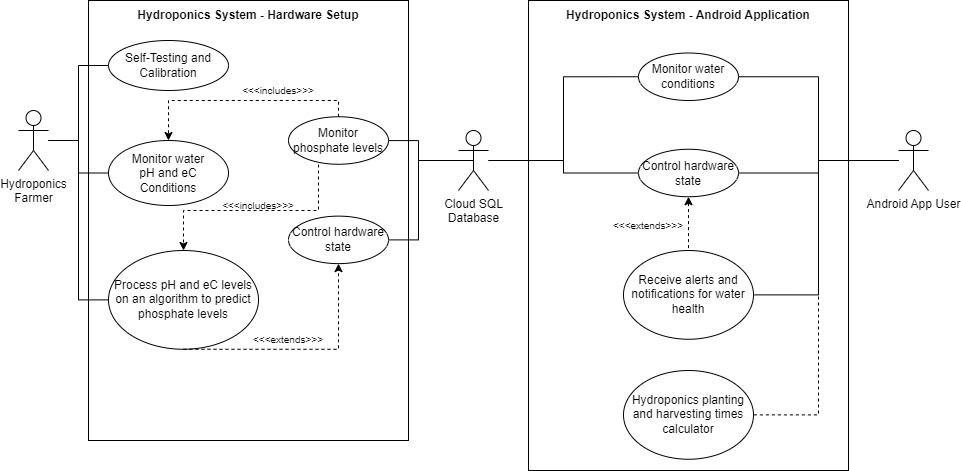 Hydroponics System - Hardware Setup
Self-Testing and
Calibration
<<<includes>>>
Monitor
phosphate levels
Monitor water
pH and eC
Conditions
<<<includes>>>
Control hardware
state
Process pH and eC levels
on an algorithm to predict
phosphate levels
<<<extends>>>
Hydroponics
Farmer
Cloud SQL
Database
Hydroponics System - Android Application
Monitor water
conditions
Control hardware
state
<<<extends>>>
Receive alerts and
notifications for water
health
Hydroponics planting
and harvesting times
calculator
Android App User